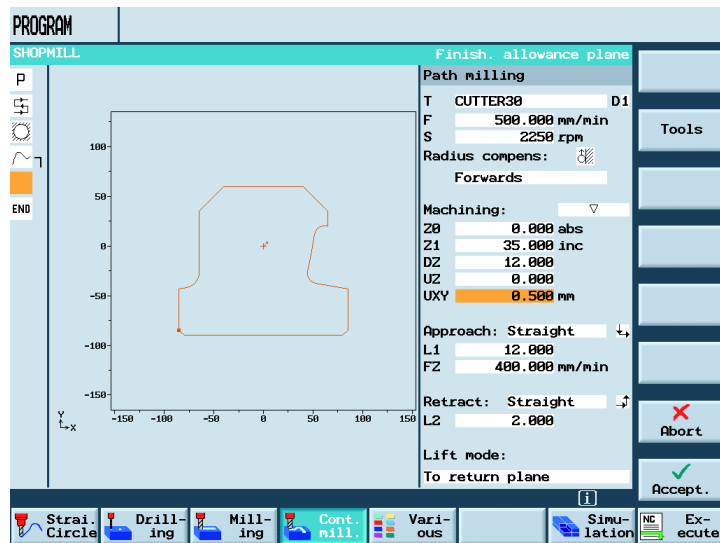 PROGRAM
SHOPMILL
Finish. allowance plane
P
END
100
50
0
-50
-100
-150
-150 -100 -50 0 50 100 150
Y
X
Path milling
T CUTTER30 D1
F 500.000 mm/min
S 2250 rpm
Radius compens:
Forwards
Machining: ▽
Z0 0.000 abs
Z1 35.000 inc
DZ 12.000
UZ 0.000
UXY 0.500 mm
Approach: Straight
L1 12.000
FZ 400.000 mm/min
Retract: Straight
L2 2.000
Lift mode:
To return plane
i
Tools
Abort
Accept.
Strai. Circle
Drill- ing
Mill- ing
Cont. mill.
Vari- ous
Simu- lation
NC Ex- ecute